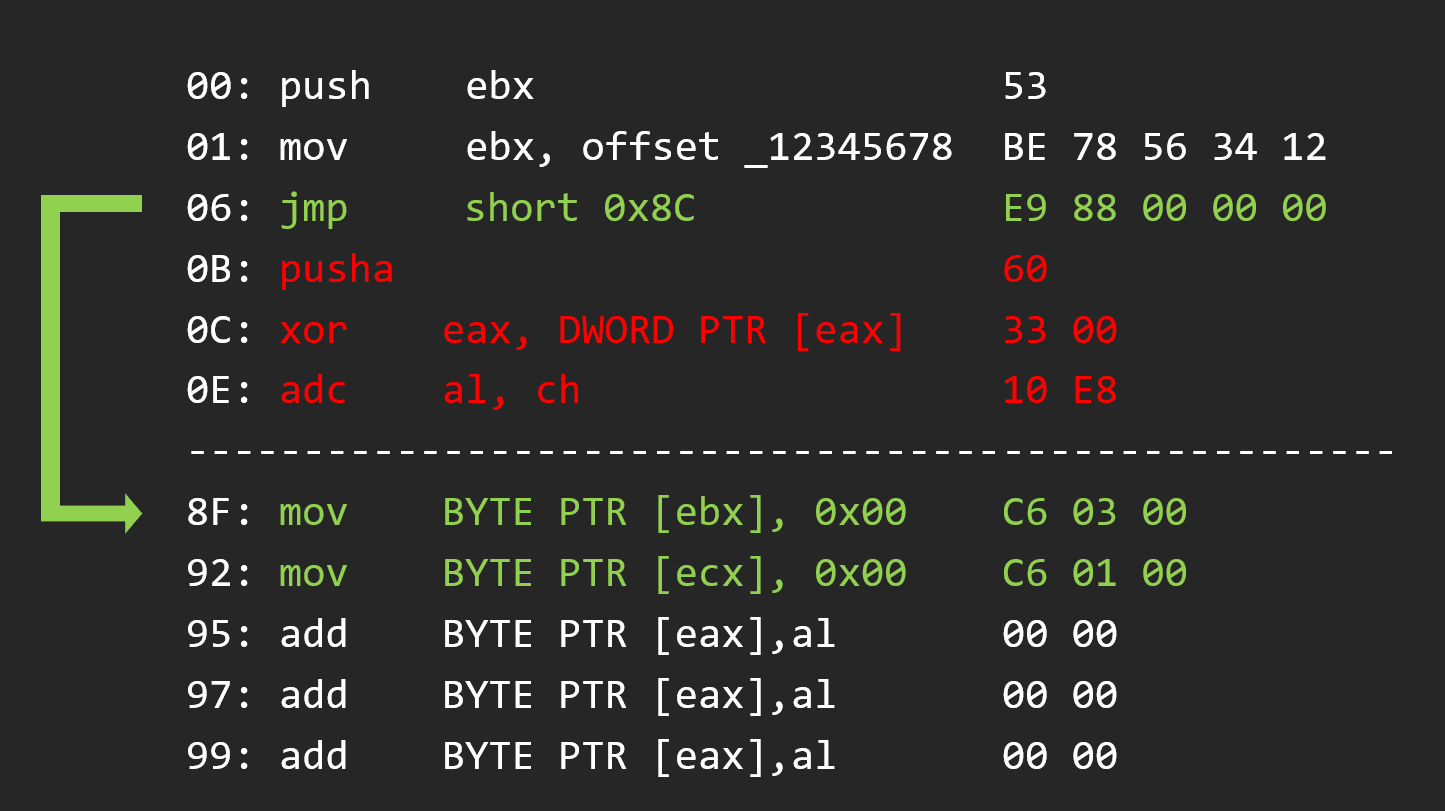 00: push ebx 53
01: mov ebx, offset _12345678 BE 78 56 34 12
06: jmp short 0x8C E9 88 00 00 00
0B: pusha 60
0C: xor eax, DWORD PTR [eax] 33 00
0E: adc al, ch 10 E8
----------------------------------------------------
8F: mov BYTE PTR [ebx], 0x00 C6 03 00
92: mov BYTE PTR [ecx], 0x00 C6 01 00
95: add BYTE PTR [eax],al 00 00
97: add BYTE PTR [eax],al 00 00
99: add BYTE PTR [eax],al 00 00